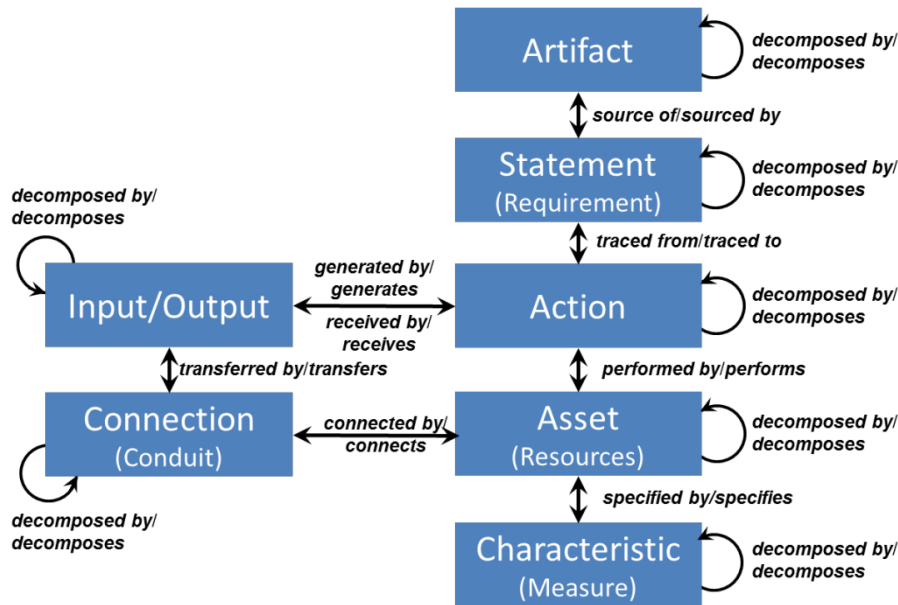 Artifact
decomposed by/
decomposes
source of/sourced by
Statement
(Requirement)
decomposed by/
decomposes
traced from/traced to
decomposed by/
decomposes
Input/Output
generated by/
generates
received by/
receives
Action
decomposed by/
decomposes
transferred by/transfers
performed by/performs
Connection
(Conduit)
connected by/
connects
Asset
(Resources)
decomposed by/
decomposes
decomposed by/
decomposes
specified by/specifies
Characteristic
(Measure)
decomposed by/
decomposes